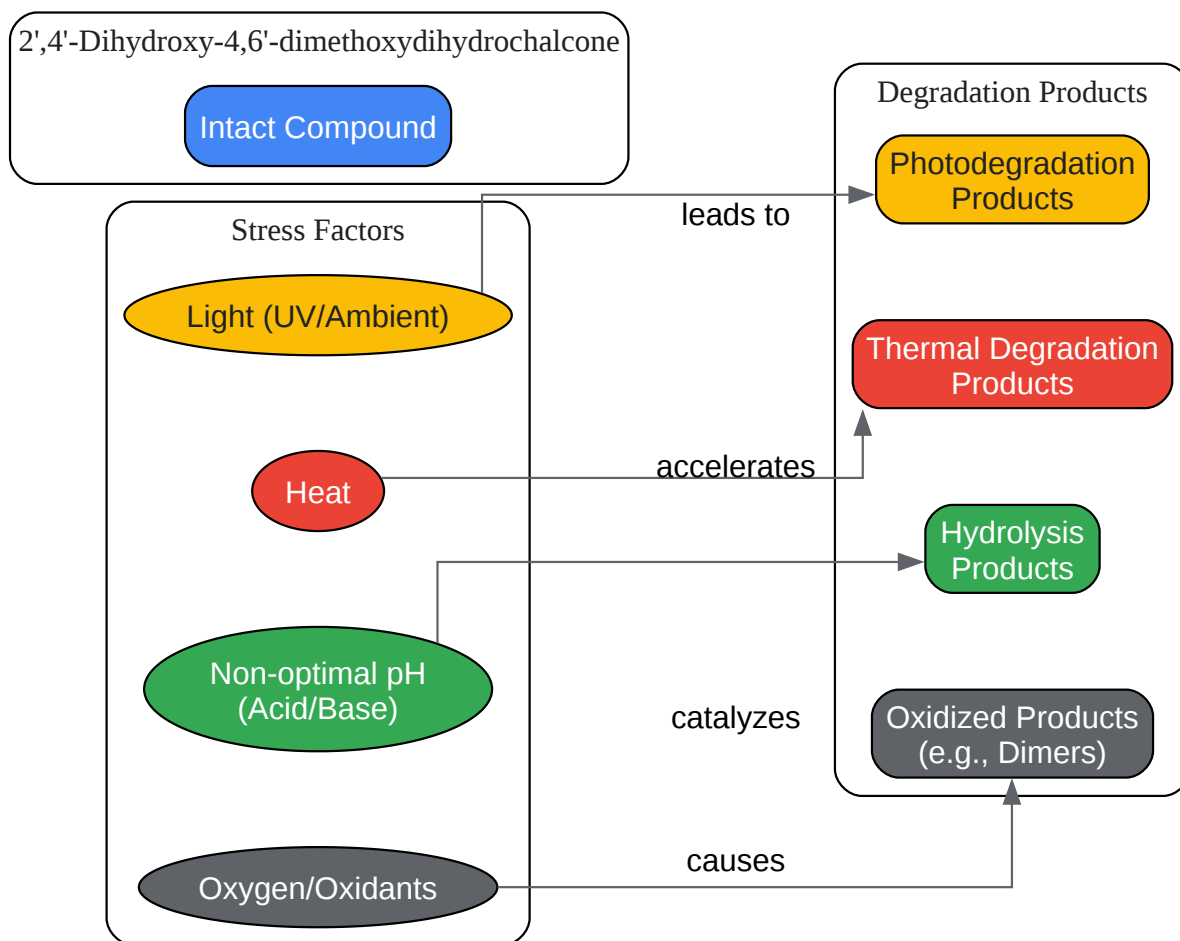 2',4'-Dihydroxy-4,6'-dimethoxydihydrochalcone
Intact Compound
Stress Factors
Light (UV/Ambient)
Heat
Non-optimal pH
(Acid/Base)
Oxygen/Oxidants
leads to
accelerates
catalyzes
causes
Degradation Products
Photodegradation
Products
Thermal Degradation
Products
Hydrolysis
Products
Oxidized Products
(e.g., Dimers)